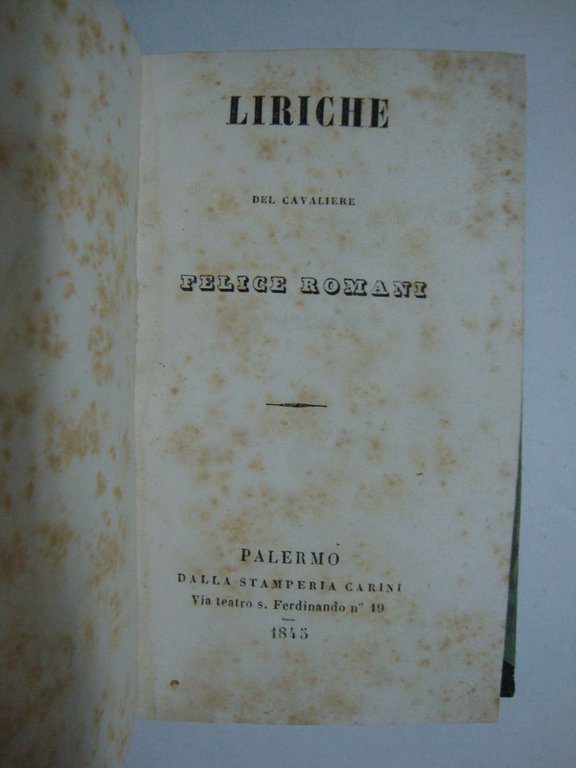 LIRICHE
DEL CAVALIERE
FELICE ROMANI
PALERMO
DALLA STAMPERIA CARINI
Via teatro s. Ferdinando n° 19
1845